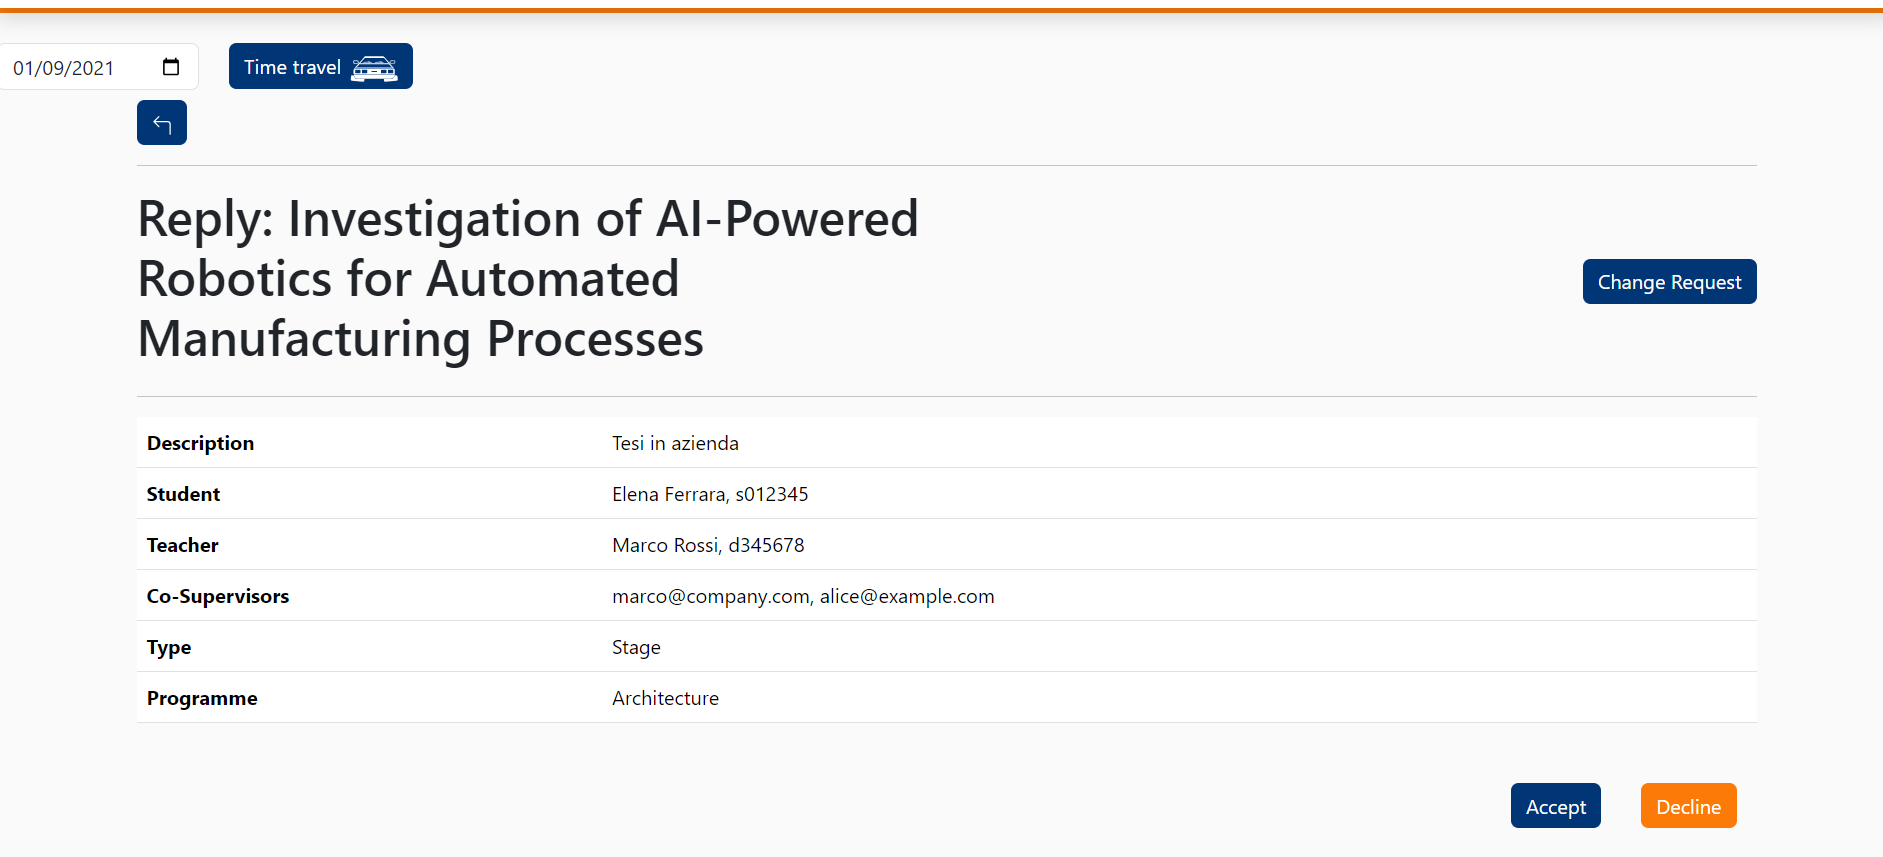 01/09/2021 Time travel
Reply: Investigation of AI-Powered
Robotics for Automated
Manufacturing Processes
Change Request
Description Tesi in azienda
Student Elena Ferrara, s012345
Teacher Marco Rossi, d345678
Co-Supervisors marco@company.com, alice@example.com
Type Stage
Programme Architecture
Accept Decline